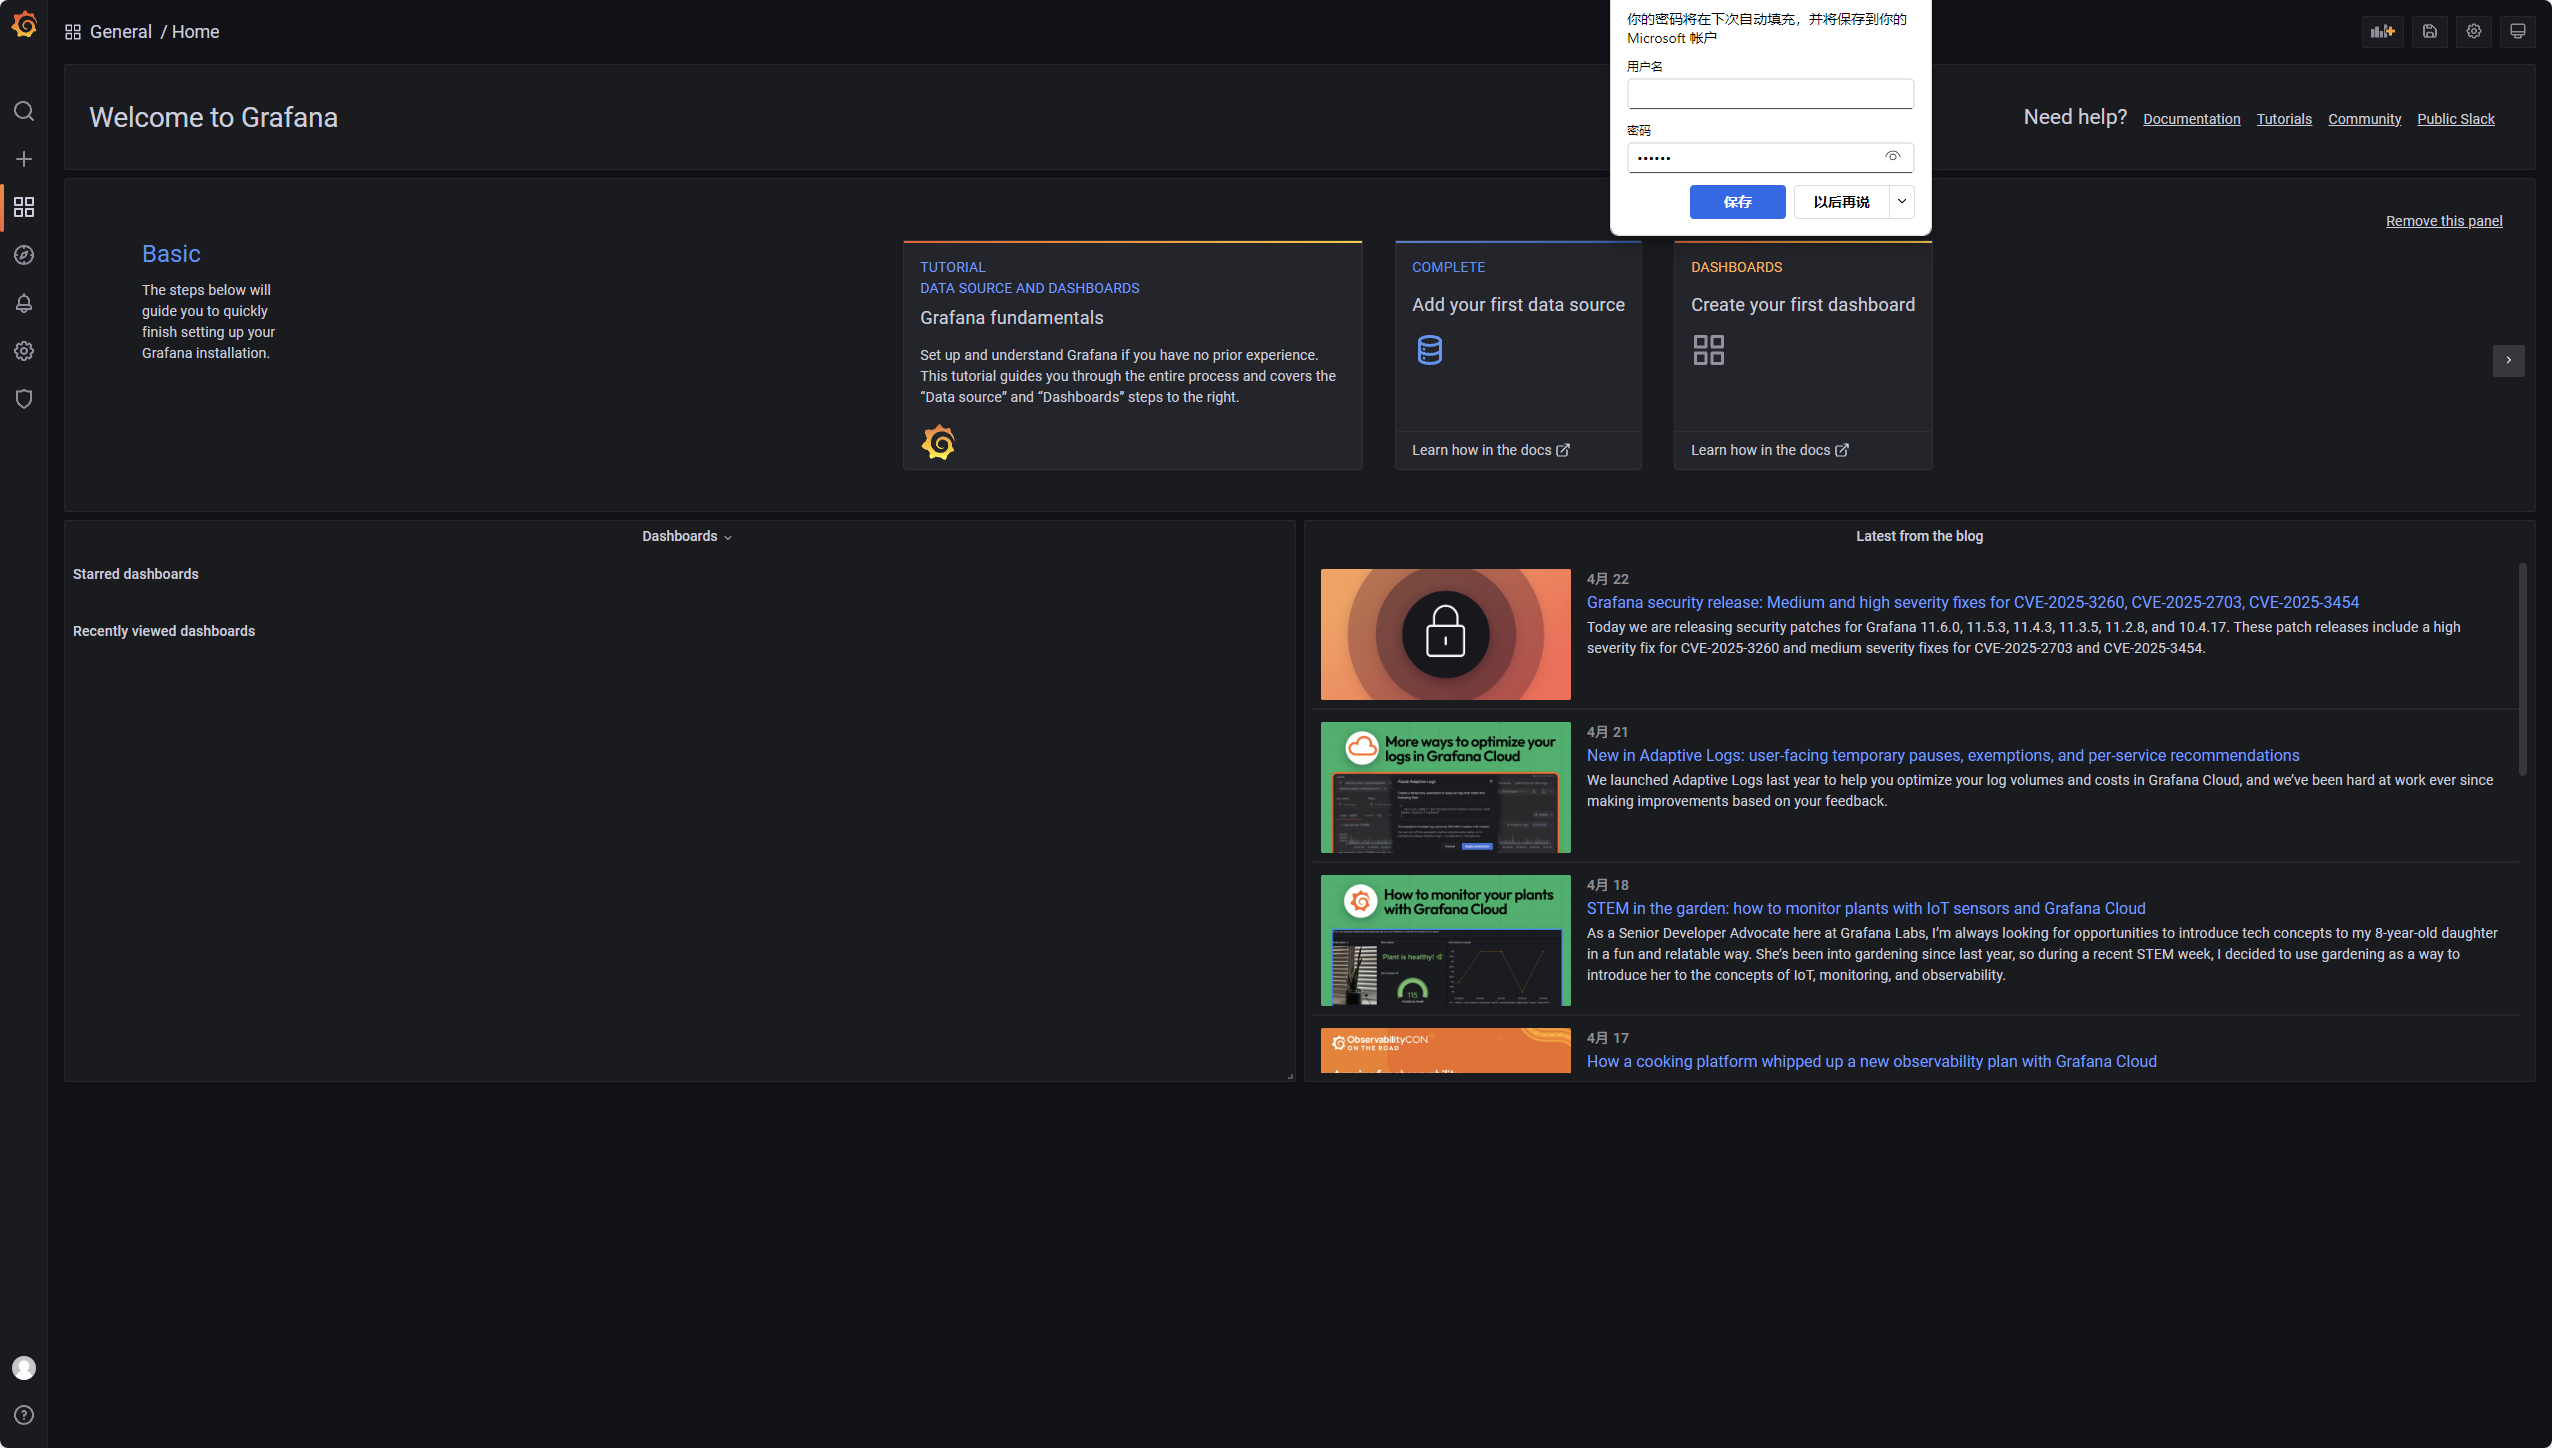 General / Home
你的密码将在下次自动填充，并将保存到你的
Microsoft 帐户
用户名
密码
••••••
保存
以后再说
Welcome to Grafana
Need help?
Documentation
Tutorials
Community
Public Slack
Remove this panel
Basic
The steps below will
guide you to quickly
finish setting up your
Grafana installation.
TUTORIAL
DATA SOURCE AND DASHBOARDS
Grafana fundamentals
Set up and understand Grafana if you have no prior experience.
This tutorial guides you through the entire process and covers the
“Data source” and “Dashboards” steps to the right.
COMPLETE
Add your first data source
Learn how in the docs
DASHBOARDS
Create your first dashboard
Learn how in the docs
Dashboards
Starred dashboards
Recently viewed dashboards
Latest from the blog
4月 22
Grafana security release: Medium and high severity fixes for CVE-2025-3260, CVE-2025-2703, CVE-2025-3454
Today we are releasing security patches for Grafana 11.6.0, 11.5.3, 11.4.3, 11.3.5, 11.2.8, and 10.4.17. These patch releases include a high
severity fix for CVE-2025-3260 and medium severity fixes for CVE-2025-2703 and CVE-2025-3454.
More ways to optimize your
logs in Grafana Cloud
4月 21
New in Adaptive Logs: user-facing temporary pauses, exemptions, and per-service recommendations
We launched Adaptive Logs last year to help you optimize your log volumes and costs in Grafana Cloud, and we’ve been hard at work ever since
making improvements based on your feedback.
How to monitor your plants
with Grafana Cloud
Plant is healthy!
115
4月 18
STEM in the garden: how to monitor plants with IoT sensors and Grafana Cloud
As a Senior Developer Advocate here at Grafana Labs, I’m always looking for opportunities to introduce tech concepts to my 8-year-old daughter
in a fun and relatable way. She’s been into gardening since last year, so during a recent STEM week, I decided to use gardening as a way to
introduce her to the concepts of IoT, monitoring, and observability.
ObservabilityCON
ON THE ROAD
4月 17
How a cooking platform whipped up a new observability plan with Grafana Cloud